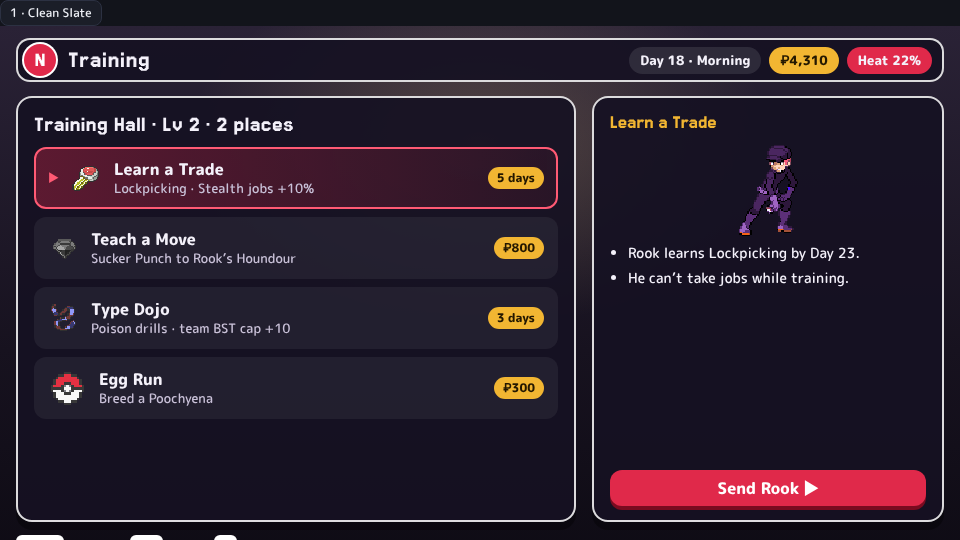 1 · Clean Slate
N
Training
Day 18 · Morning
₽4,310
Heat 22%
Training Hall · Lv 2 · 2 places
Learn a Trade
Lockpicking · Stealth jobs +10%
5 days
Teach a Move
Sucker Punch to Rook’s Houndour
₽800
Type Dojo
Poison drills · team BST cap +10
3 days
Egg Run
Breed a Poochyena
₽300
Learn a Trade
• Rook learns Lockpicking by Day 23.
• He can’t take jobs while training.
Send Rook ▶